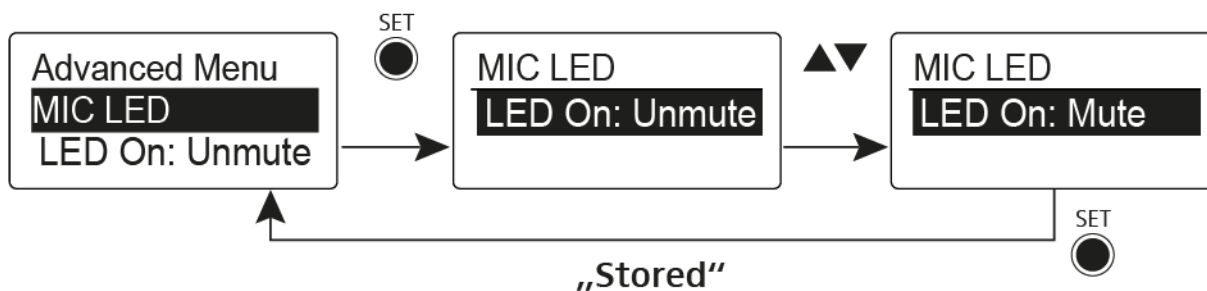 SET
Advanced Menu
MIC LED
LED On: Unmute
MIC LED
LED On: Unmute
MIC LED
LED On: Mute
SET
„Stored“